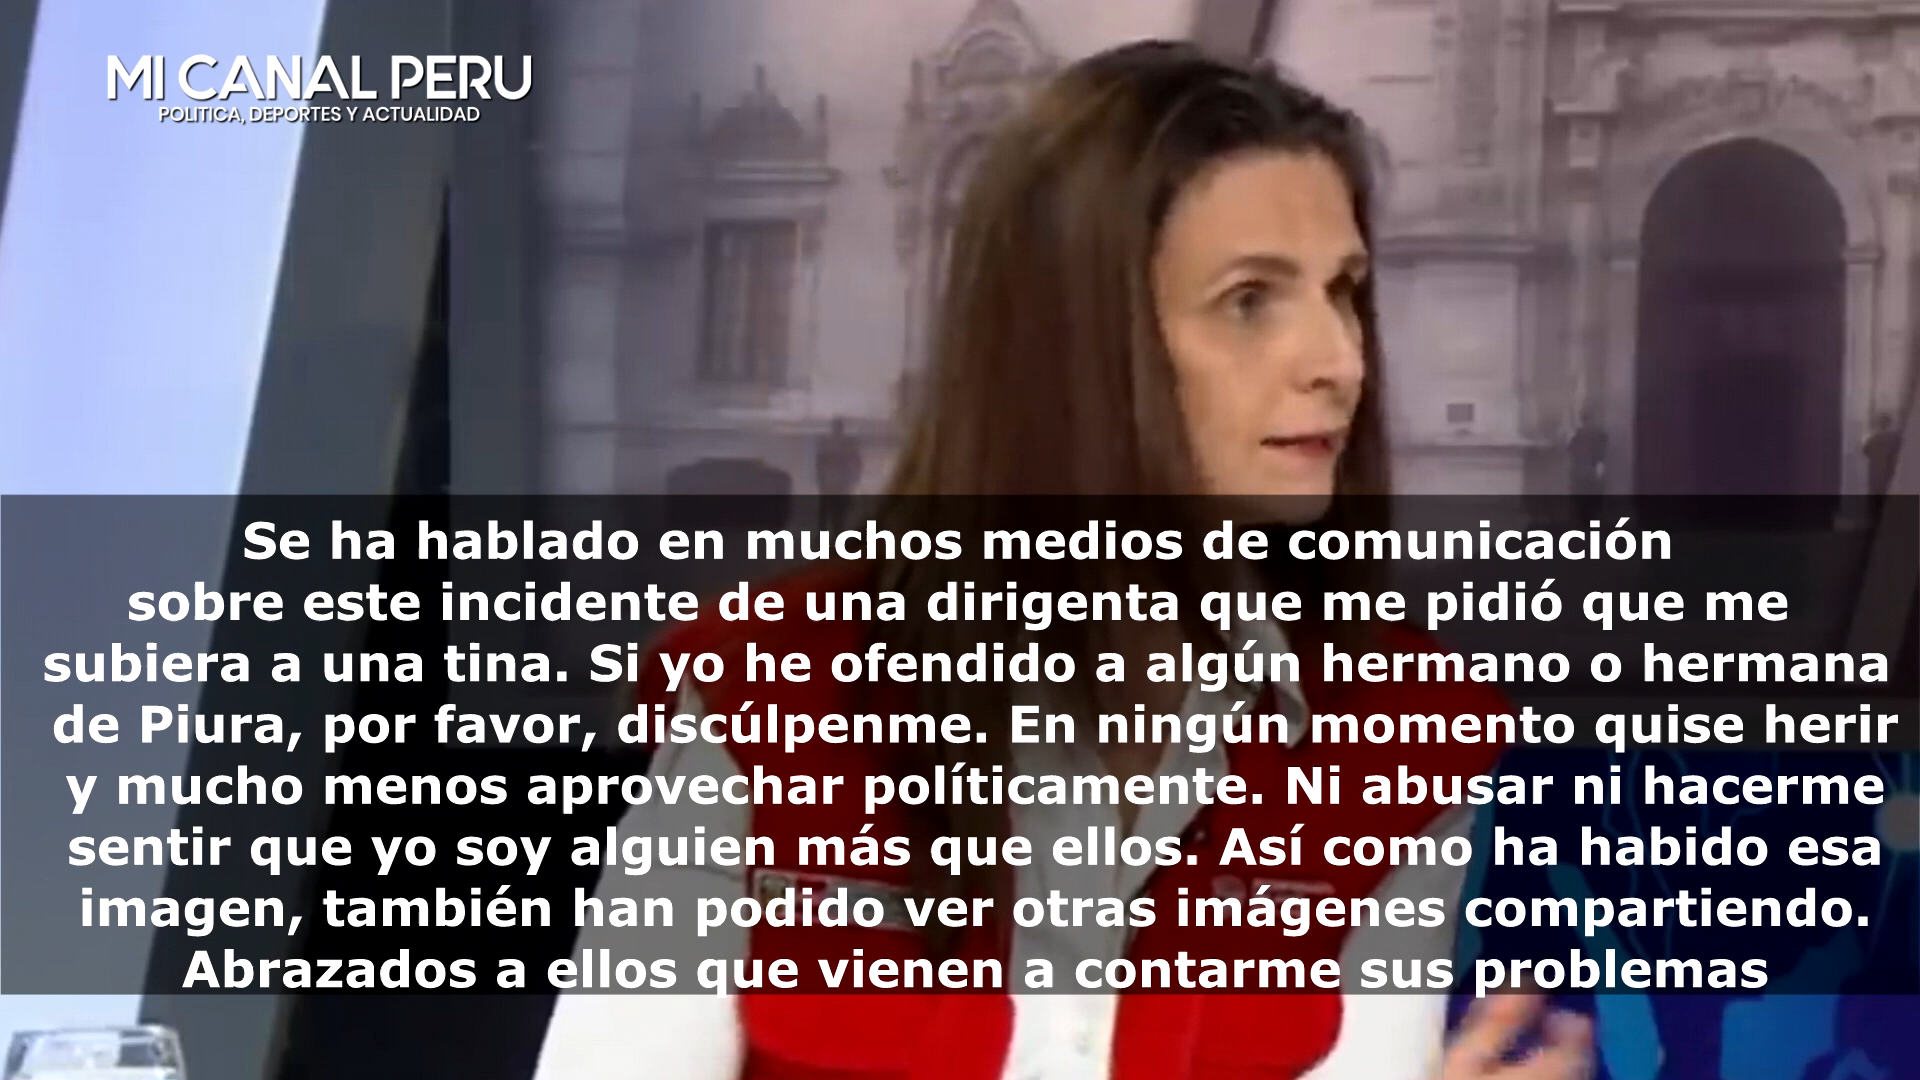 MI CANAL PERU
POLITICA, DEPORTES Y ACTUALIDAD
Se ha hablado en muchos medios de comunicación
sobre este incidente de una dirigenta que me pidió que me
subiera a una tina. Si yo he ofendido a algún hermano o hermana
de Piura, por favor, discúlpenme. En ningún momento quise herir
y mucho menos aprovechar políticamente. Ni abusar ni hacerme
sentir que yo soy alguien más que ellos. Así como ha habido esa
imagen, también han podido ver otras imágenes compartiendo.
Abrazados a ellos que vienen a contarme sus problemas